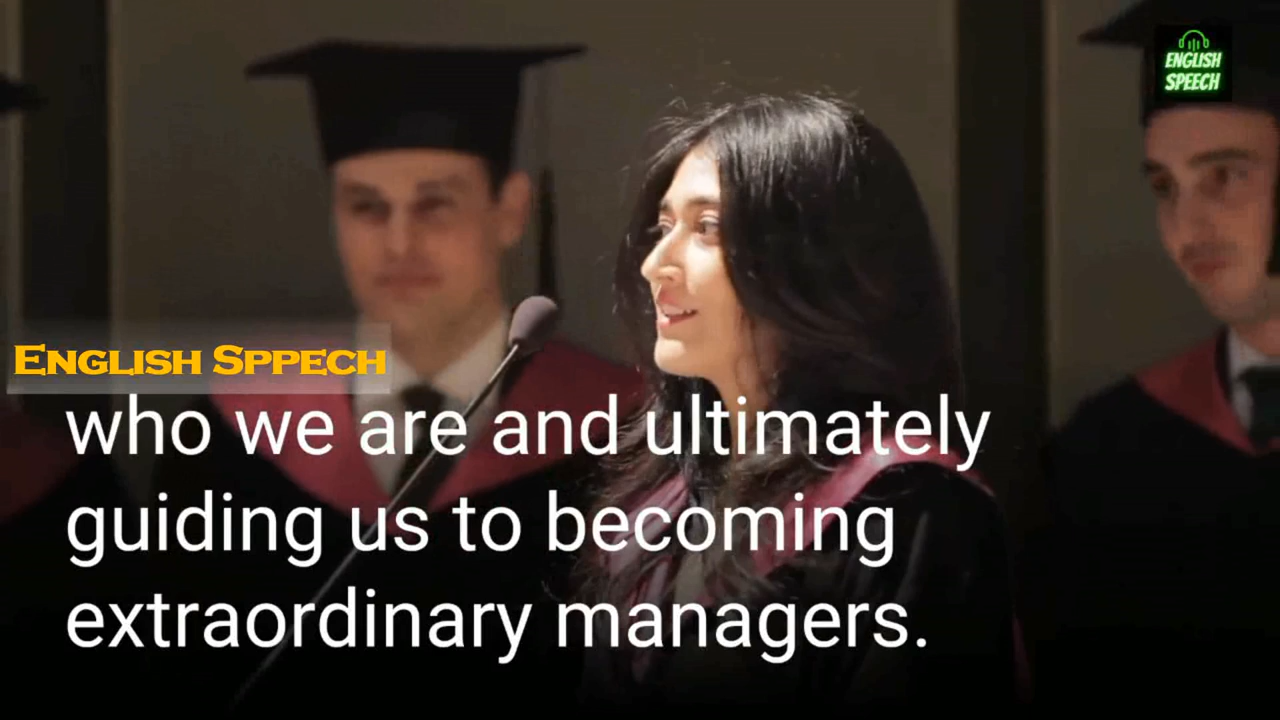 ENGLISH
SPEECH
ENGLISH SPPECH
who we are and ultimately
guiding us to becoming
extraordinary managers.